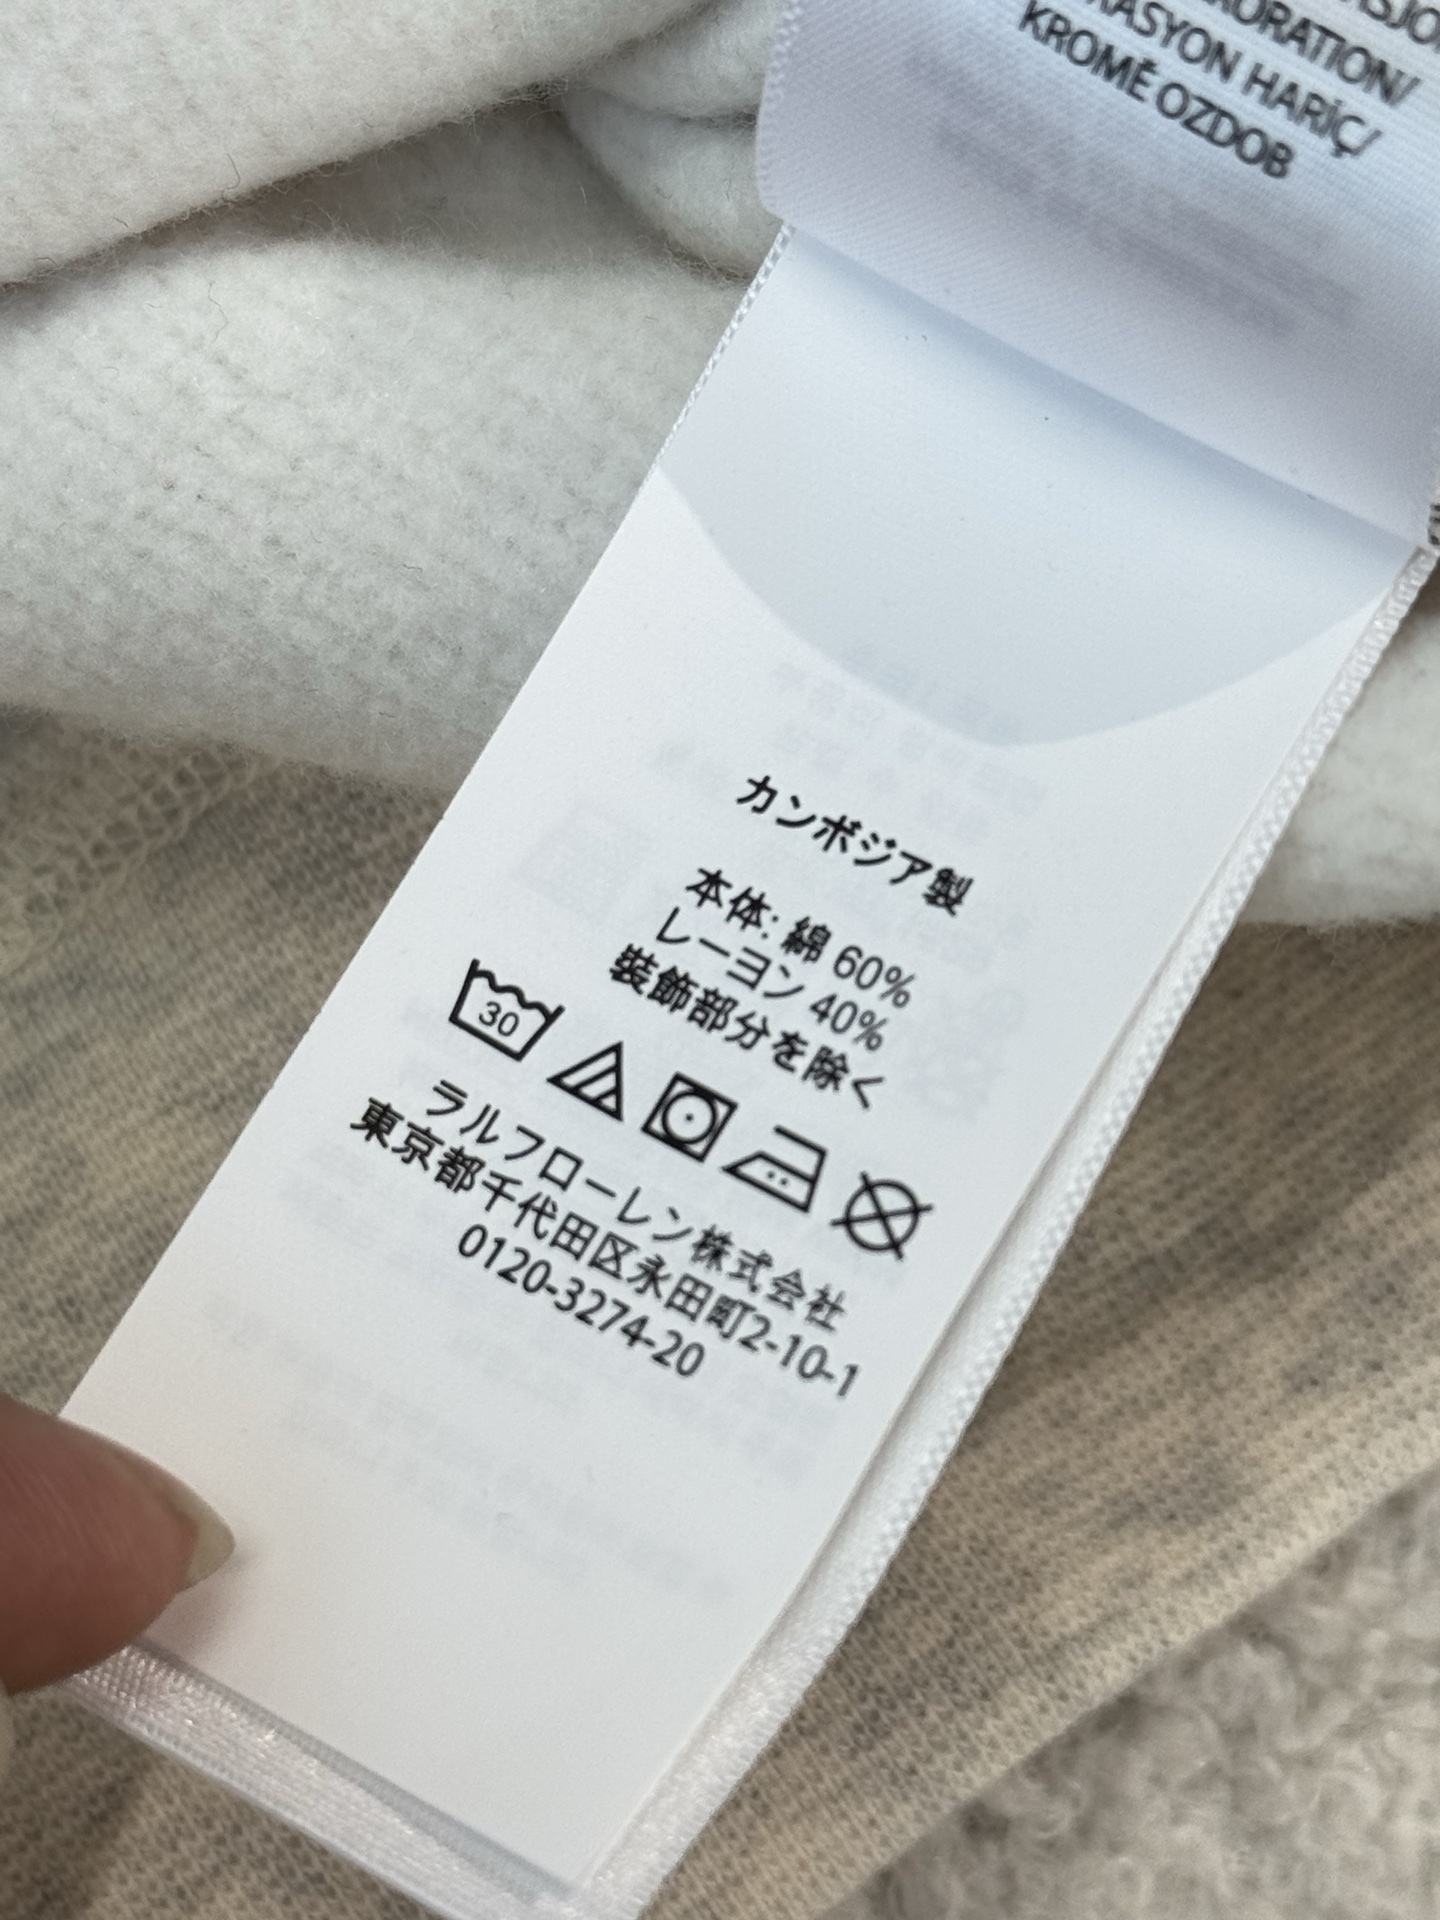 KORATION/
RASYON HARİÇ/
KROMĚ OZDOB
カンボジア製
本体: 綿 60%
レーヨン 40%
装飾部分を除く
30
ラルフローレン株式会社
東京都千代田区永田町2-10-1
0120-3274-20